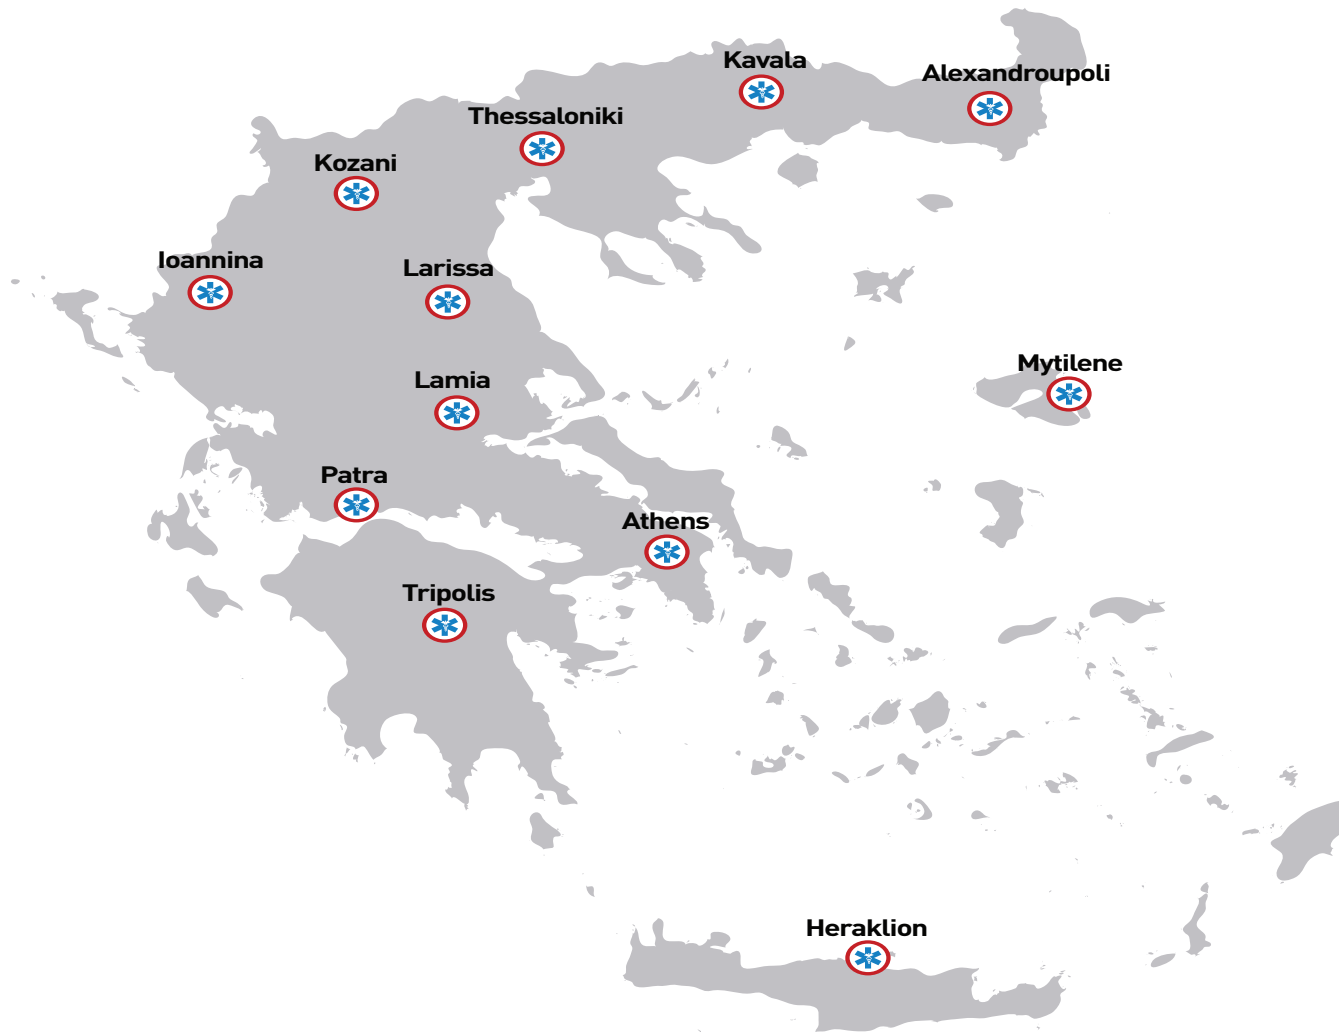 Kavala
Alexandroupoli
Thessaloniki
Kozani
Ioannina
Larissa
Mytilene
Lamia
Patra
Athens
Tripolis
Heraklion